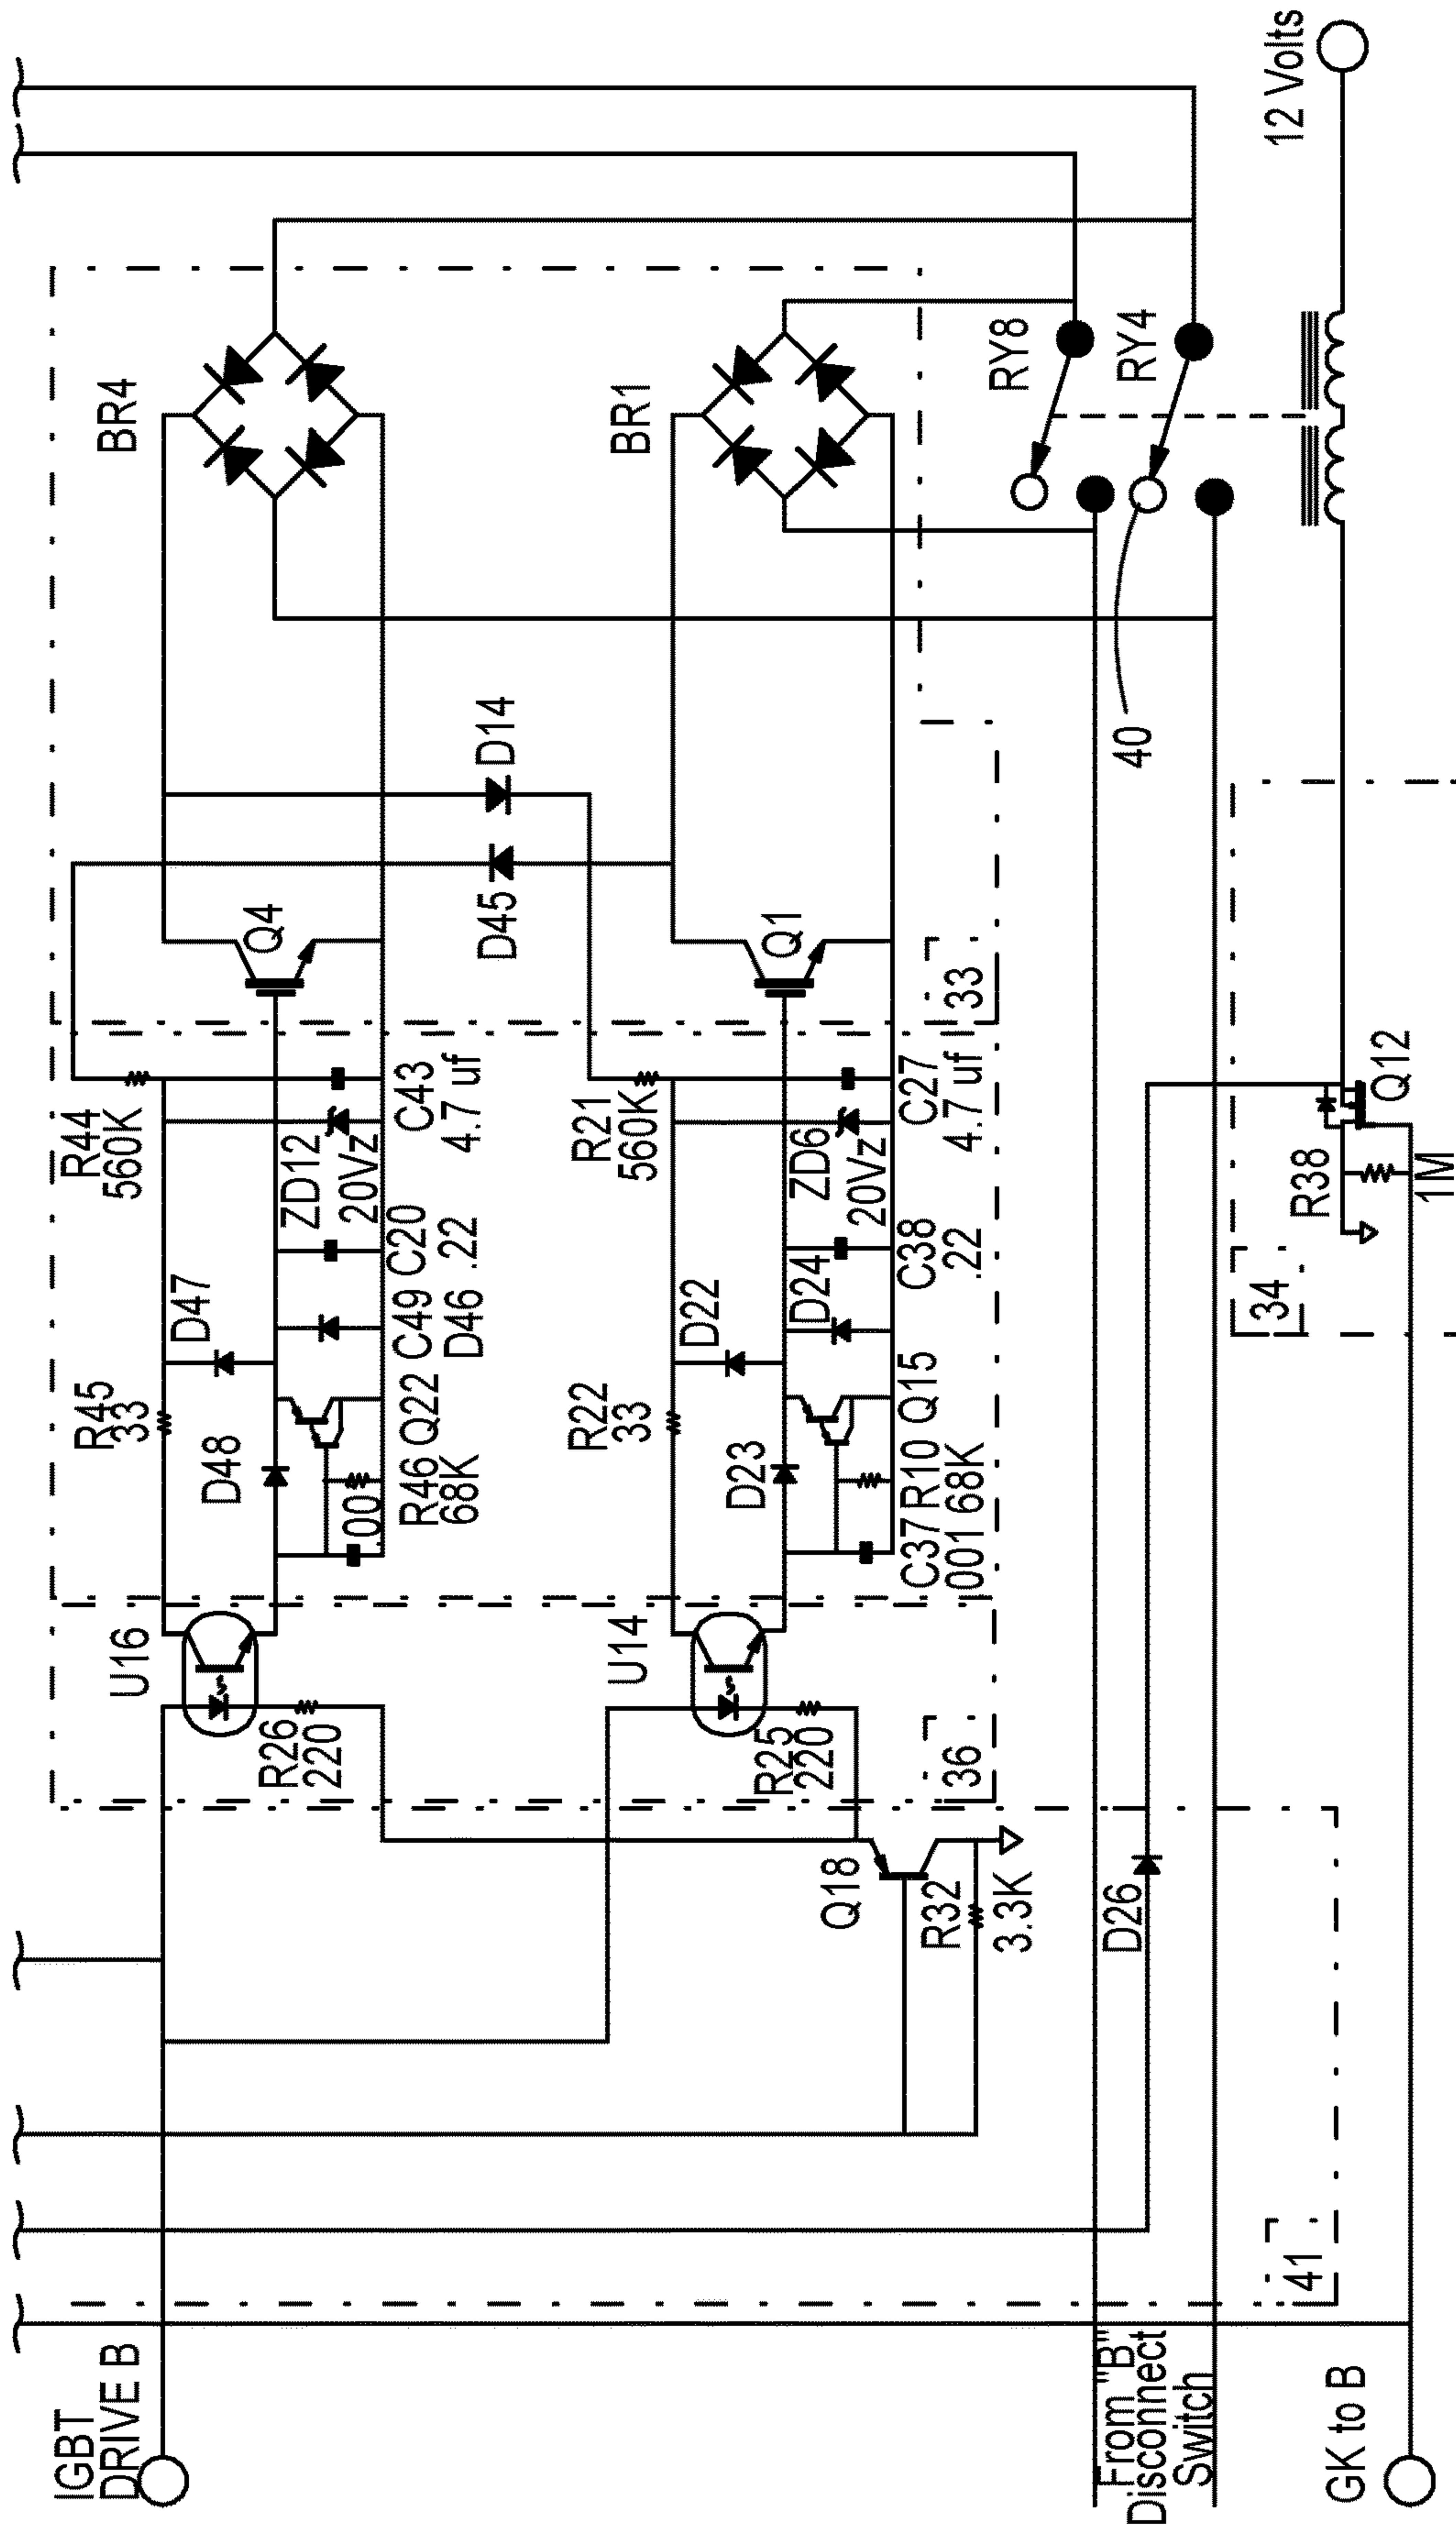 IGBT
DRIVE B
U16
R26
220
R45
33
D48
D47
R44
560K
.00
R46
68K
Q22
C49
D46
C20
.22
ZD12
20Vz
C43
4.7 uf
Q4
BR4
D45
D14
U14
R25
220
R22
33
D23
D22
R21
560K
C37
001
R10
68K
Q15
D24
C38
.22
ZD6
20Vz
C27
4.7 uf
Q1
BR1
33
36
Q18
R32
3.3K
D26
41
From "B"
Disconnect
Switch
GK to B
34
R38
1M
Q12
40
RY8
RY4
12 Volts